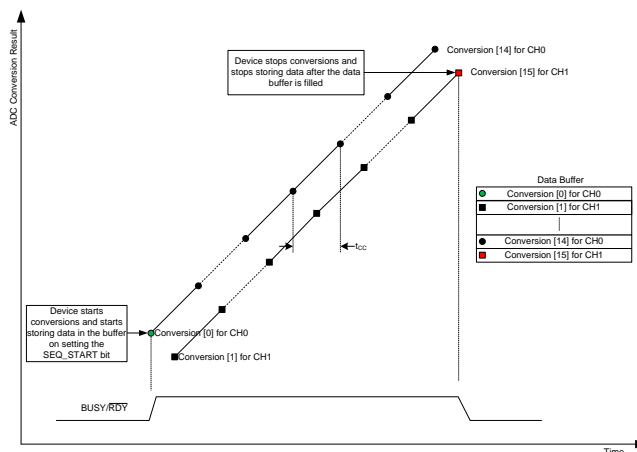 ADC Conversion Result
Conversion [14] for CH0
Device stops conversions and
stops storing data after the data
buffer is filled
Conversion [15] for CH1
Data Buffer
Conversion [0] for CH0
Conversion [1] for CH1
Conversion [14] for CH0
Conversion [15] for CH1
tCC
Device starts
conversions and starts
storing data in the buffer
on setting the
SEQ_START bit
Conversion [0] for CH0
Conversion [1] for CH1
BUSY/RDY
Time